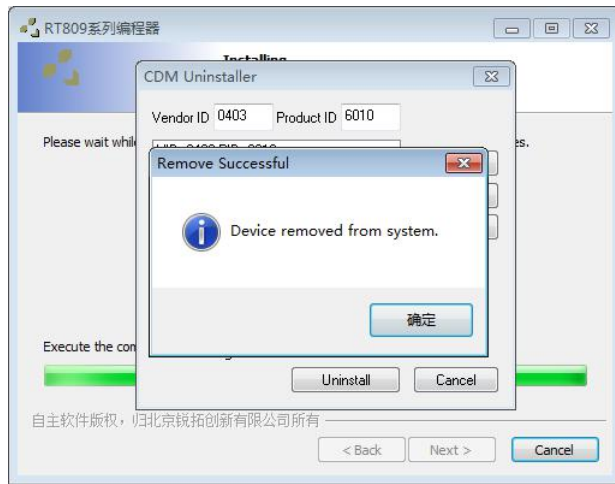 RT809系列编程器
CDM Uninstaller
Vendor ID 0403 Product ID 6010
Please wait whil
es.
Remove Successful
Device removed from system.
确定
Execute the con
Uninstall Cancel
自主软件版权，归北京锐拓创新有限公司所有
< Back Next > Cancel